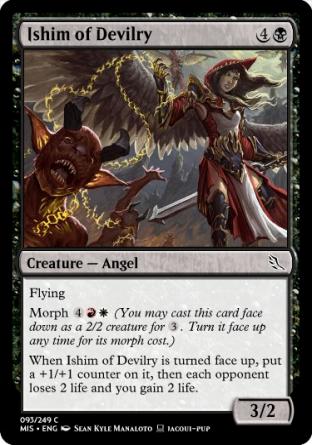 Ishim of Devilry 4
Creature — Angel
Flying
Morph 4 (You may cast this card face
down as a 2/2 creature for 3. Turn it face up
any time for its morph cost.)
When Ishim of Devilry is turned face up, put
a +1/+1 counter on it, then each opponent
loses 2 life and you gain 2 life.
3/2
093/249 C
MIS • ENG Sean Kyle Manaloto iacoui-pup